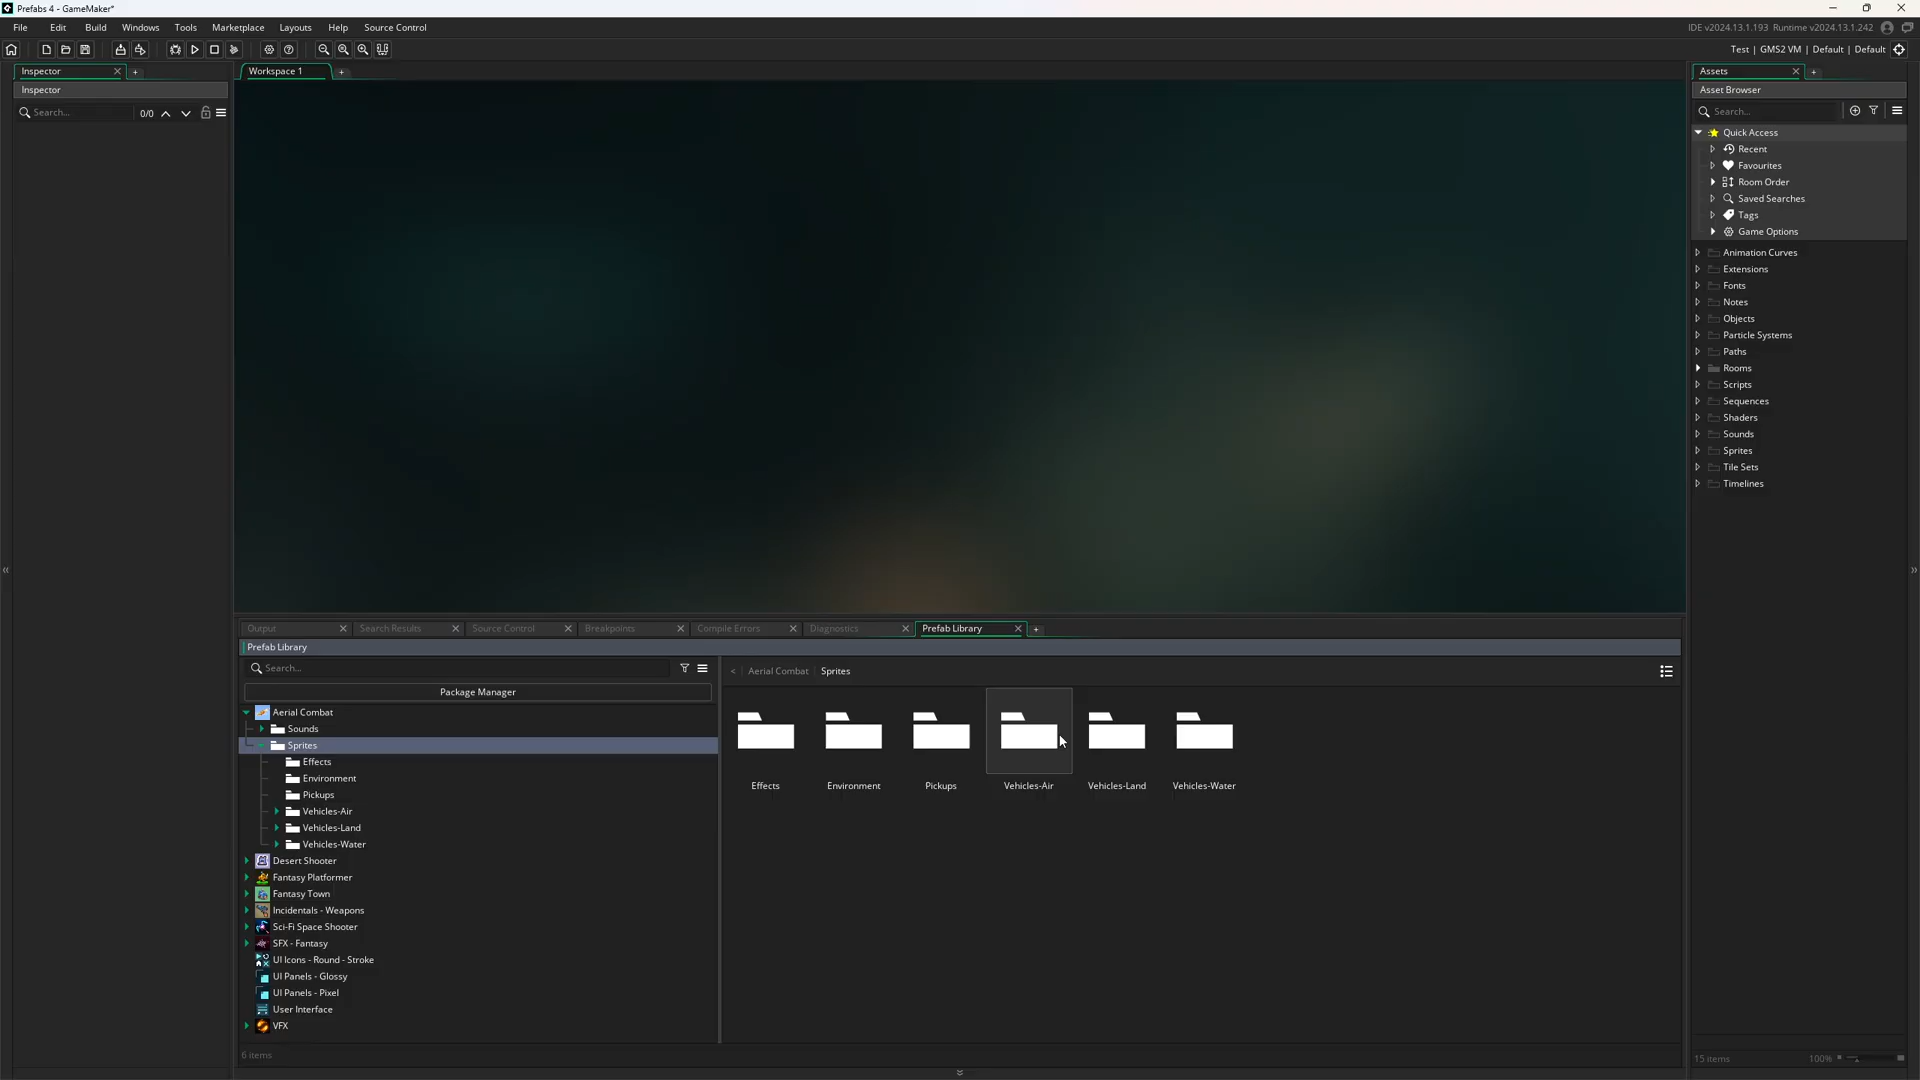 Prefabs 4 - GameMaker*
File Edit Build Windows Tools Marketplace Layouts Help Source Control
IDE v2024.13.1.193 Runtime v2024.13.1.242
Test | GMS2 VM | Default | Default
Inspector
Workspace 1
Assets
Inspector
Asset Browser
Search...
0/0
Search...
Quick Access
Recent
Favourites
Room Order
Saved Searches
Tags
Game Options
Animation Curves
Extensions
Fonts
Notes
Objects
Particle Systems
Paths
Rooms
Scripts
Sequences
Shaders
Sounds
Sprites
Tile Sets
Timelines
Output
Search Results
Source Control
Breakpoints
Compile Errors
Diagnostics
Prefab Library
Prefab Library
Search...
Package Manager
Aerial Combat
Sounds
Sprites
Effects
Environment
Pickups
Vehicles-Air
Vehicles-Land
Vehicles-Water
Desert Shooter
Fantasy Platformer
Fantasy Town
Incidentals - Weapons
Sci-Fi Space Shooter
SFX - Fantasy
UI Icons - Round - Stroke
UI Panels - Glossy
UI Panels - Pixel
User Interface
VFX
6 items
< | Aerial Combat | Sprites
Effects
Environment
Pickups
Vehicles-Air
Vehicles-Land
Vehicles-Water
15 items
100%